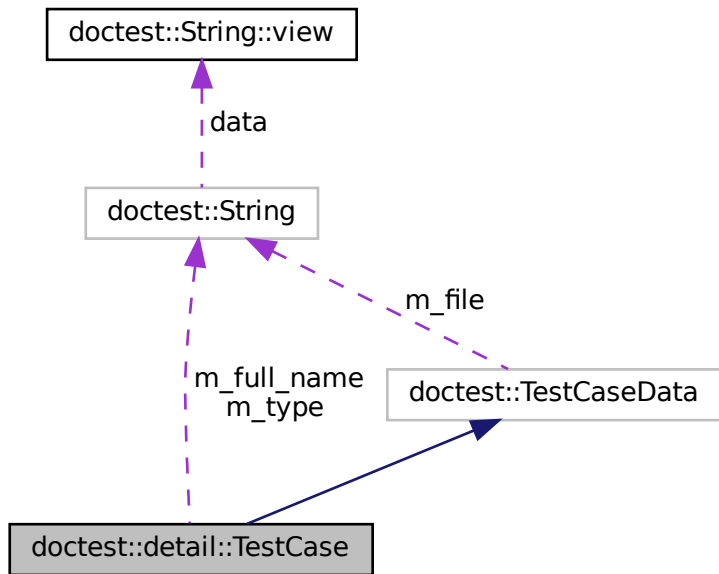 doctest::String::view
data
doctest::String
m_file
m_full_name
m_type
doctest::TestCaseData
doctest::detail::TestCase